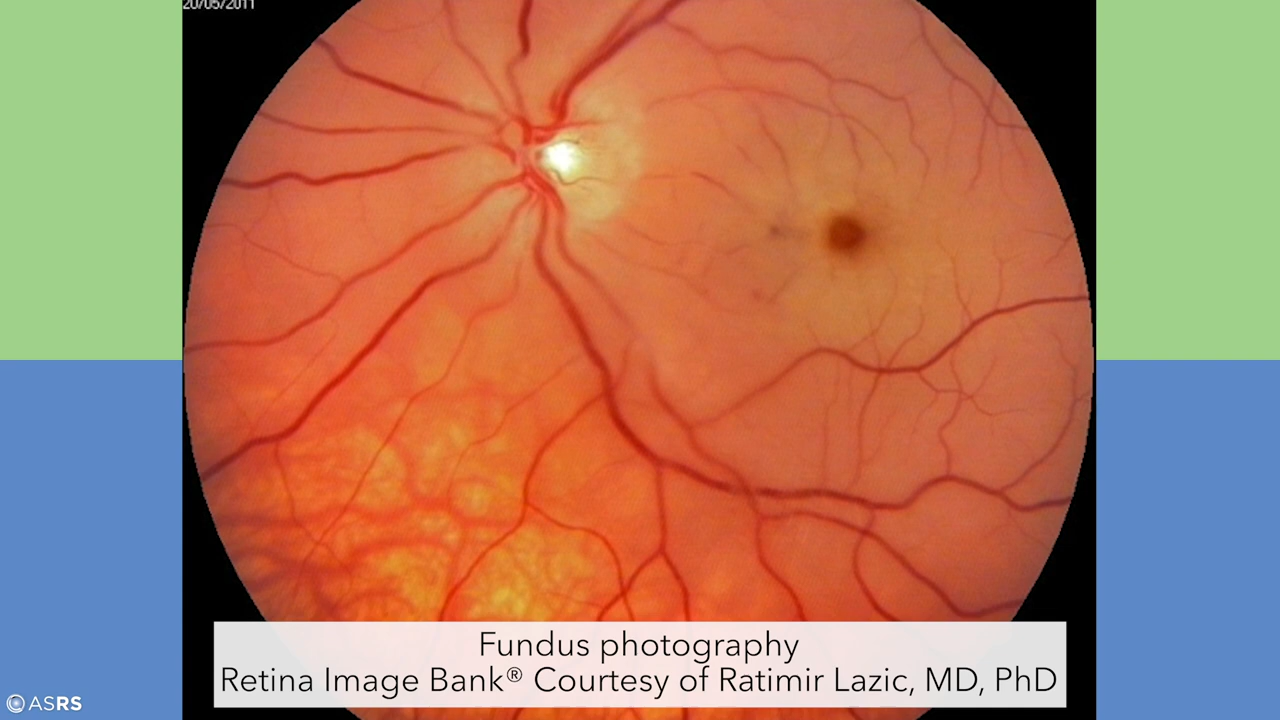 20/05/2011
Fundus photography
Retina Image Bank® Courtesy of Ratimir Lazic, MD, PhD
ASRS